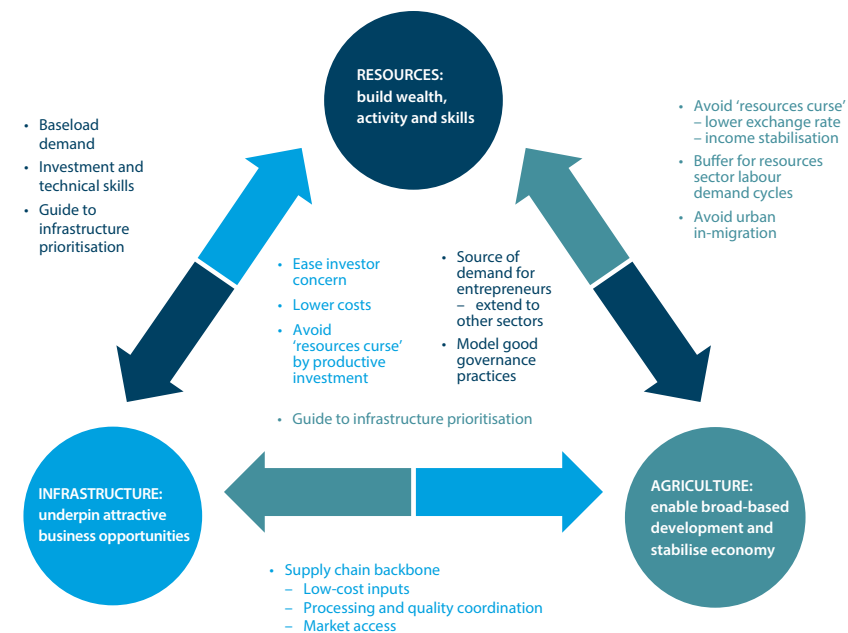 RESOURCES:
build wealth,
activity and skills
• Baseload
demand
• Investment and
technical skills
• Guide to
infrastructure
prioritisation
• Avoid ‘resources curse’
– lower exchange rate
– income stabilisation
• Buffer for resources
sector labour
demand cycles
• Avoid urban
in-migration
• Ease investor
concern
• Lower costs
• Avoid
‘resources curse’
by productive
investment
• Source of
demand for
entrepreneurs
– extend to
other sectors
• Model good
governance
practices
• Guide to infrastructure prioritisation
INFRASTRUCTURE:
underpin attractive
business opportunities
AGRICULTURE:
enable broad-based
development and
stabilise economy
• Supply chain backbone
– Low-cost inputs
– Processing and quality coordination
– Market access